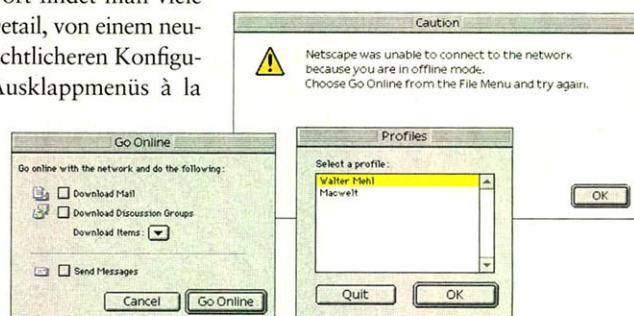 ort findet man viele
etail, von einem neu-
chtlicheren Konfigu-
usklappmenüs à la
Caution
Netscape was unable to connect to the network
because you are in offline mode.
Choose Go Online from the File Menu and try again.
OK
Go Online
Go online with the network and do the following:
Download Mail
Download Discussion Groups
Download Items:
Send Messages
Cancel
Go Online
Profiles
Select a profile:
Walter Mehl
Macwelt
Quit
OK